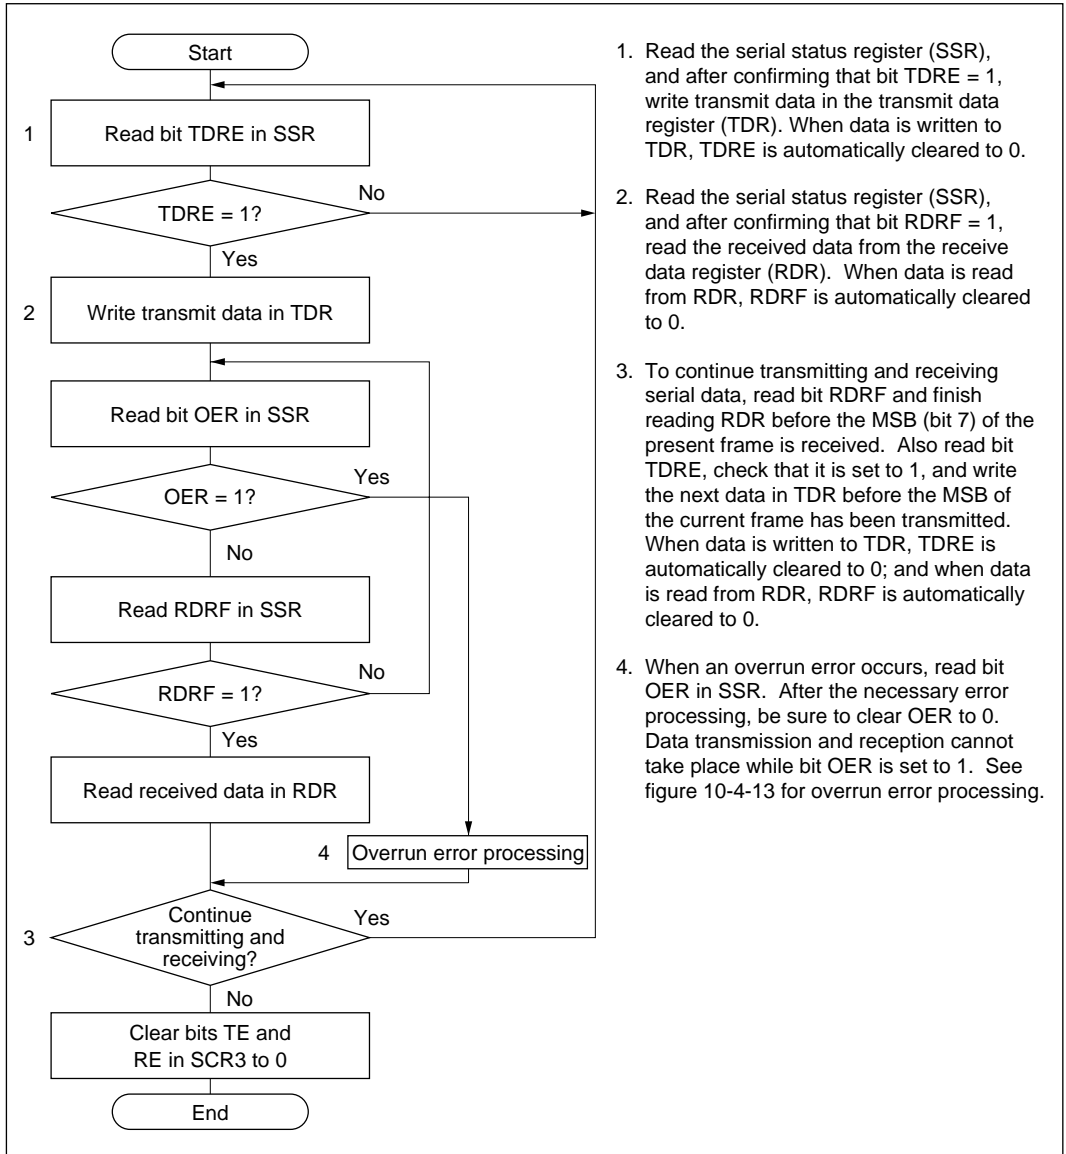 Start
1
Read bit TDRE in SSR
TDRE = 1?
No
Yes
2
Write transmit data in TDR
Read bit OER in SSR
OER = 1?
Yes
No
Read RDRF in SSR
RDRF = 1?
No
Yes
Read received data in RDR
4
Overrun error processing
3
Continue
transmitting and
receiving?
Yes
No
Clear bits TE and
RE in SCR3 to 0
End
1. Read the serial status register (SSR),
and after confirming that bit TDRE = 1,
write transmit data in the transmit data
register (TDR). When data is written to
TDR, TDRE is automatically cleared to 0.
2. Read the serial status register (SSR),
and after confirming that bit RDRF = 1,
read the received data from the receive
data register (RDR). When data is read
from RDR, RDRF is automatically cleared
to 0.
3. To continue transmitting and receiving
serial data, read bit RDRF and finish
reading RDR before the MSB (bit 7) of the
present frame is received. Also read bit
TDRE, check that it is set to 1, and write
the next data in TDR before the MSB of
the current frame has been transmitted.
When data is written to TDR, TDRE is
automatically cleared to 0; and when data
is read from RDR, RDRF is automatically
cleared to 0.
4. When an overrun error occurs, read bit
OER in SSR. After the necessary error
processing, be sure to clear OER to 0.
Data transmission and reception cannot
take place while bit OER is set to 1. See
figure 10-4-13 for overrun error processing.